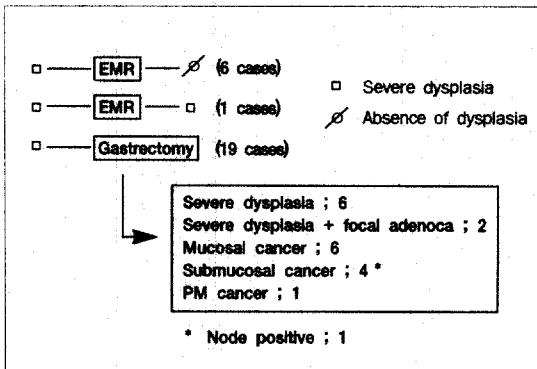 EMR (6 cases)
EMR (1 cases)
Gastrectomy (19 cases)
Severe dysplasia
Absence of dysplasia
Severe dysplasia ; 6
Severe dysplasia + focal adenoca ; 2
Mucosal cancer ; 6
Submucosal cancer ; 4 *
PM cancer ; 1
* Node positive ; 1